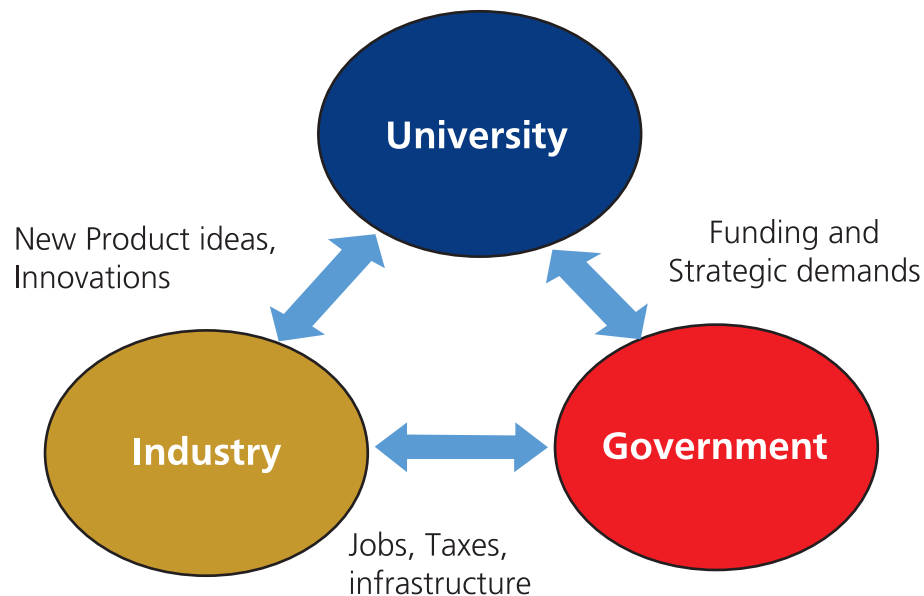 University
New Product ideas,
Innovations
Funding and
Strategic demands
Industry
Government
Jobs, Taxes,
infrastructure